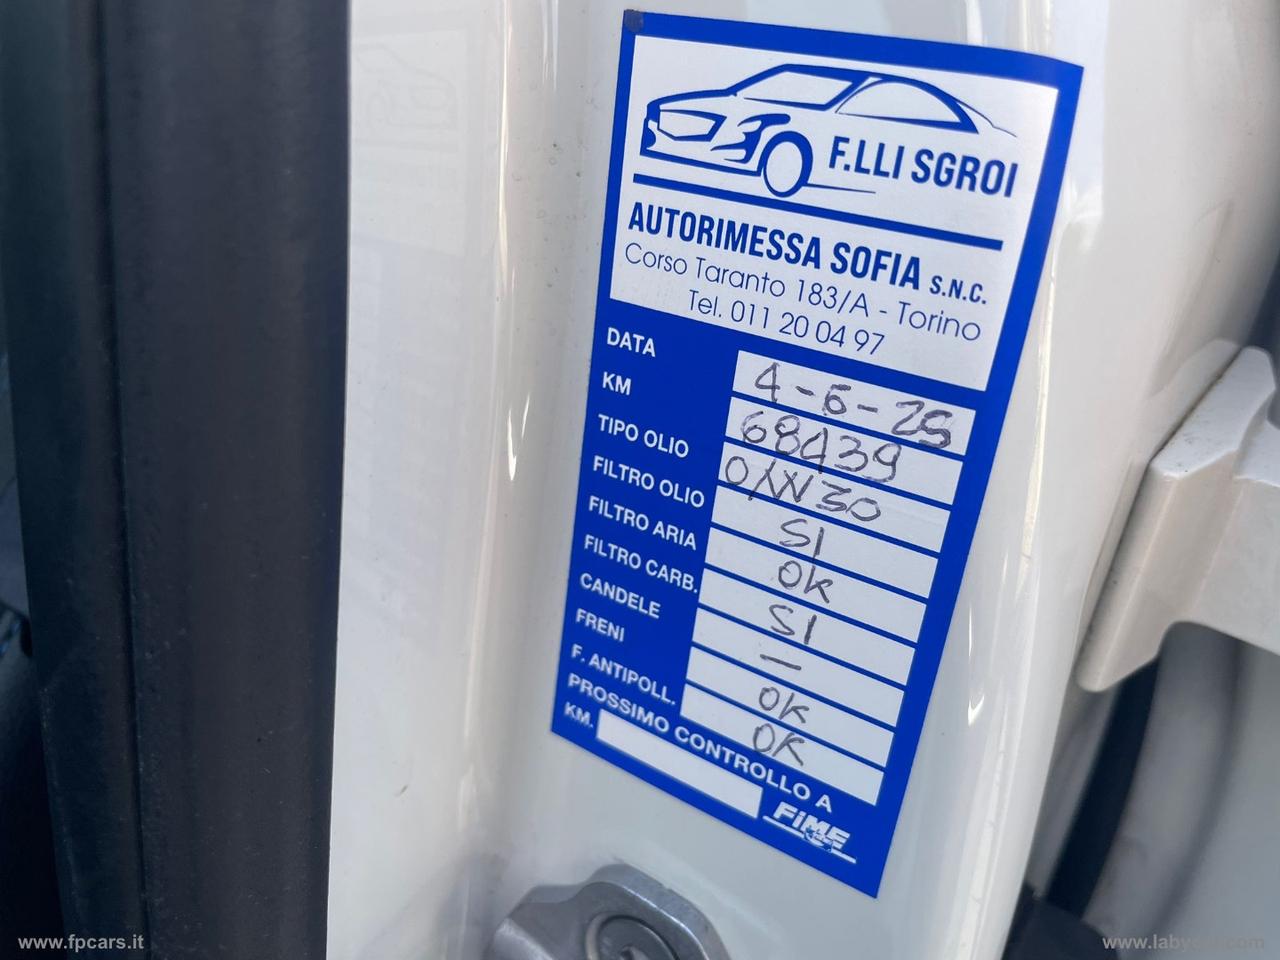 F.LLI SGROI
AUTORIMESSA SOFIA S.N.C.
Corso Taranto 183/A - Torino
Tel. 011 20 04 97
DATA 4-6-25
KM 68439
TIPO OLIO 0/W30
FILTRO OLIO SI
FILTRO ARIA OK
FILTRO CARB. SI
CANDELE —
FRENI OK
F. ANTIPOLL. OK
PROSSIMO CONTROLLO A
KM.
FIME
www.fpcars.it